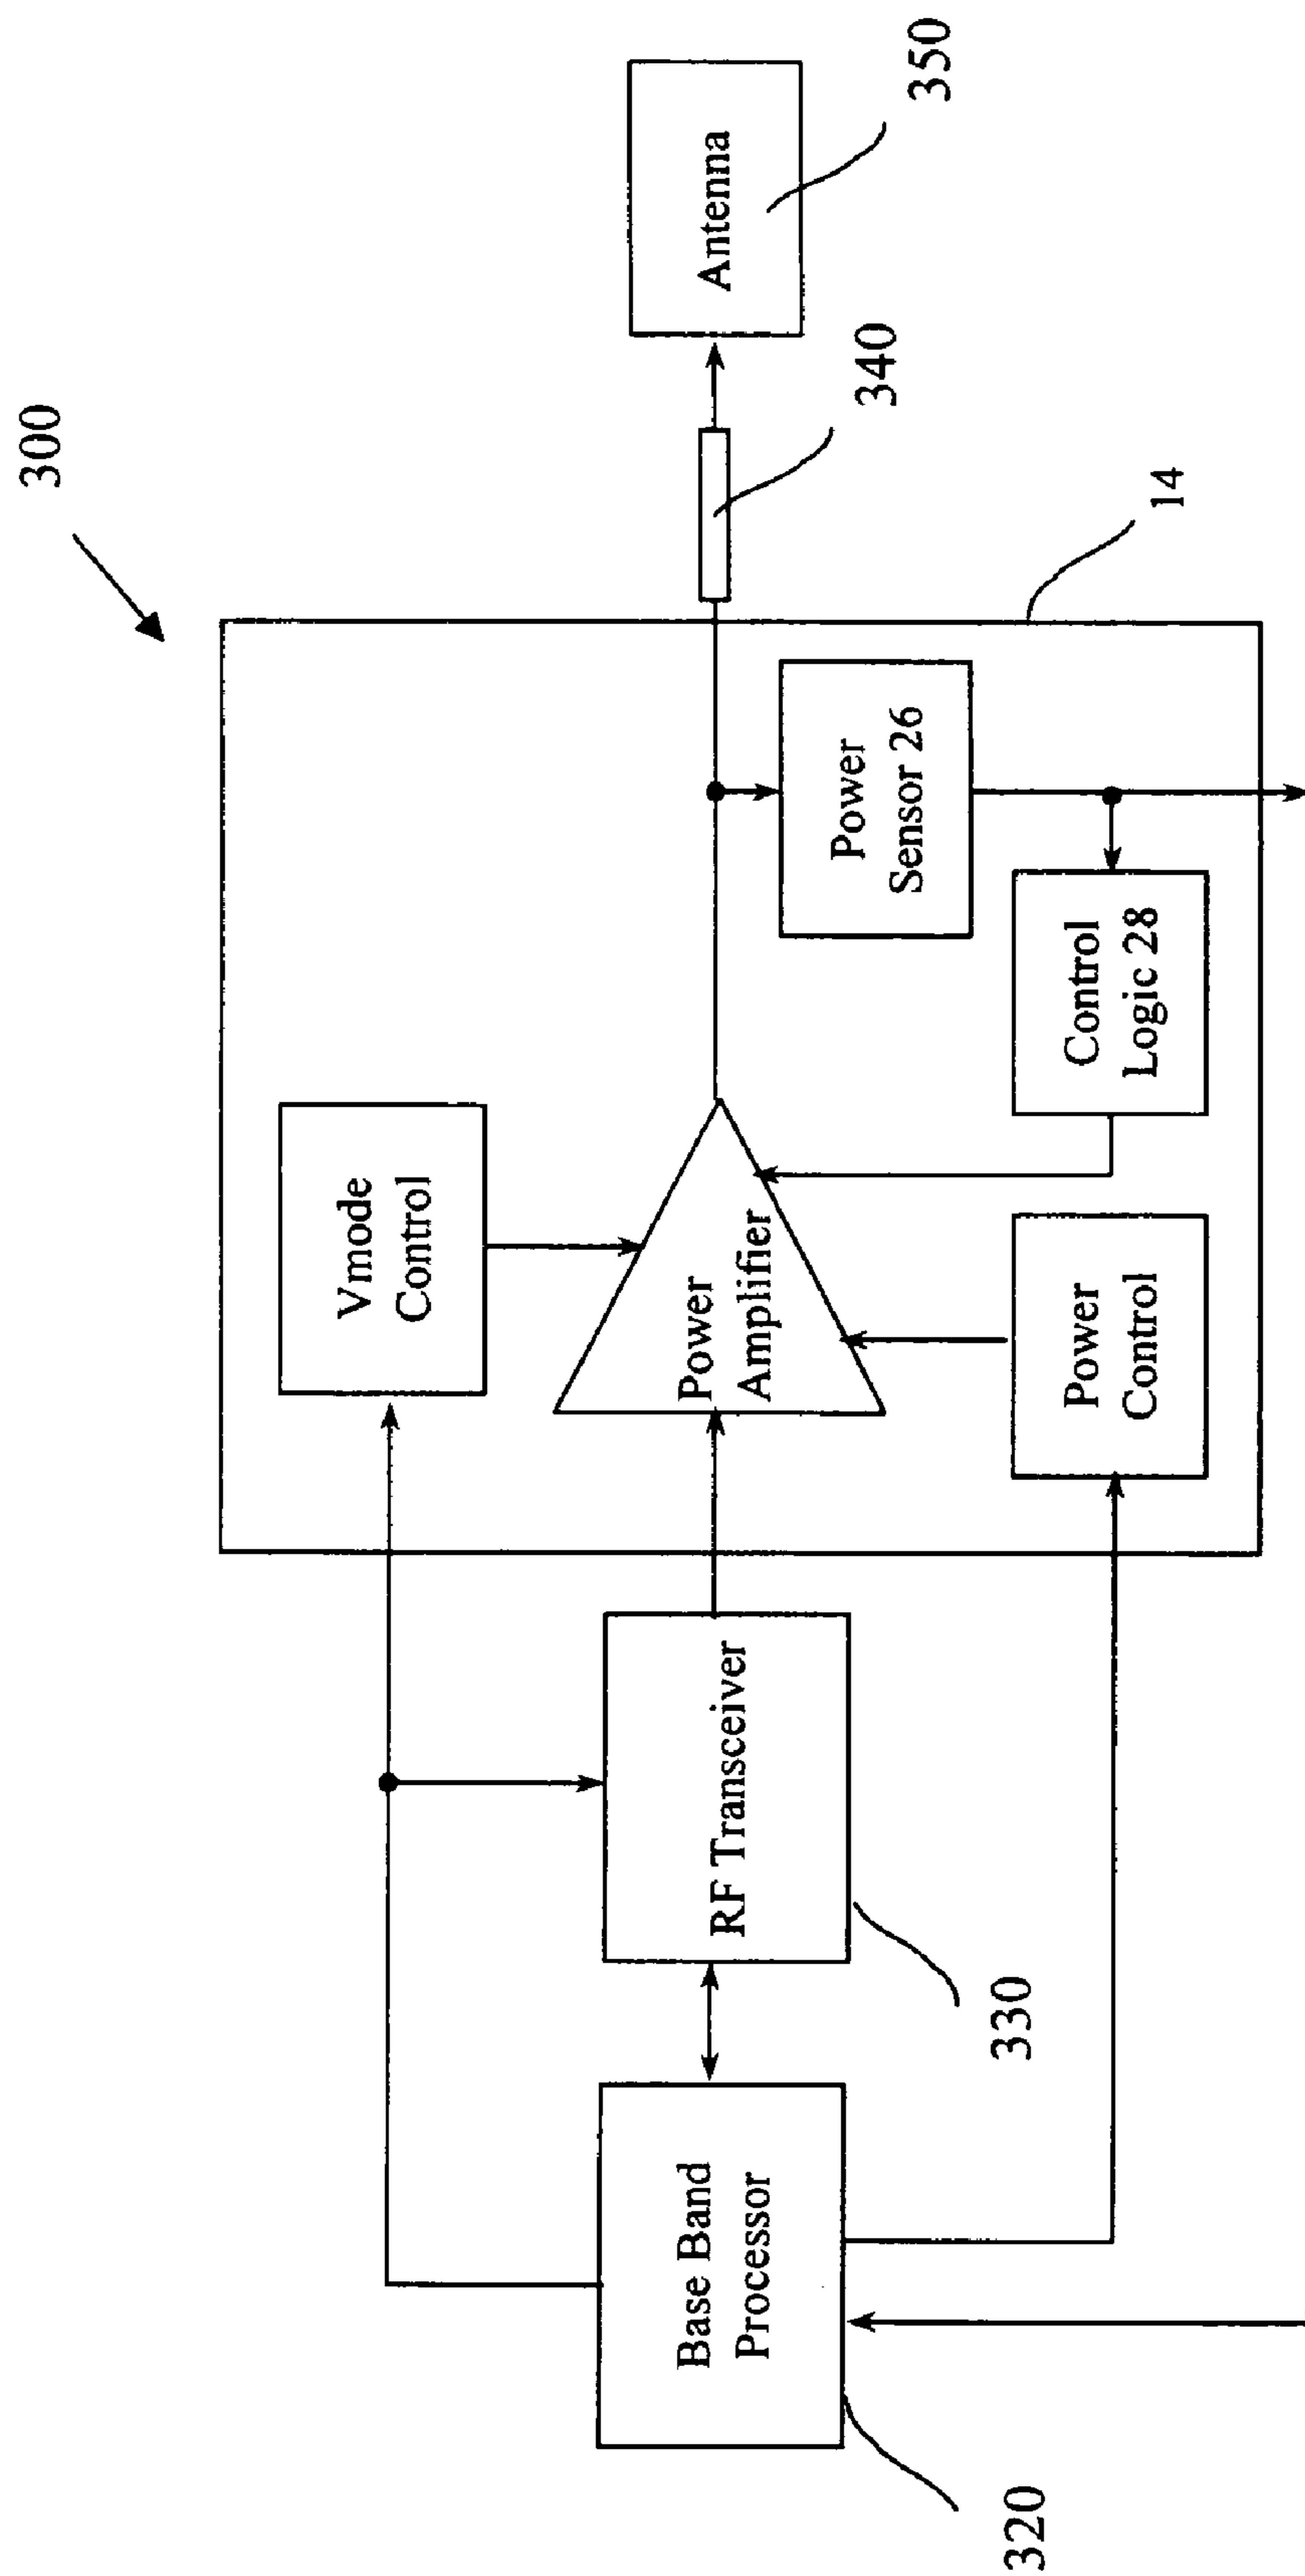 300
Vmode
Control
Base Band
Processor
RF Transceiver
Power
Amplifier
Antenna
350
340
Power
Sensor 26
14
Control
Logic 28
Power
Control
330
320